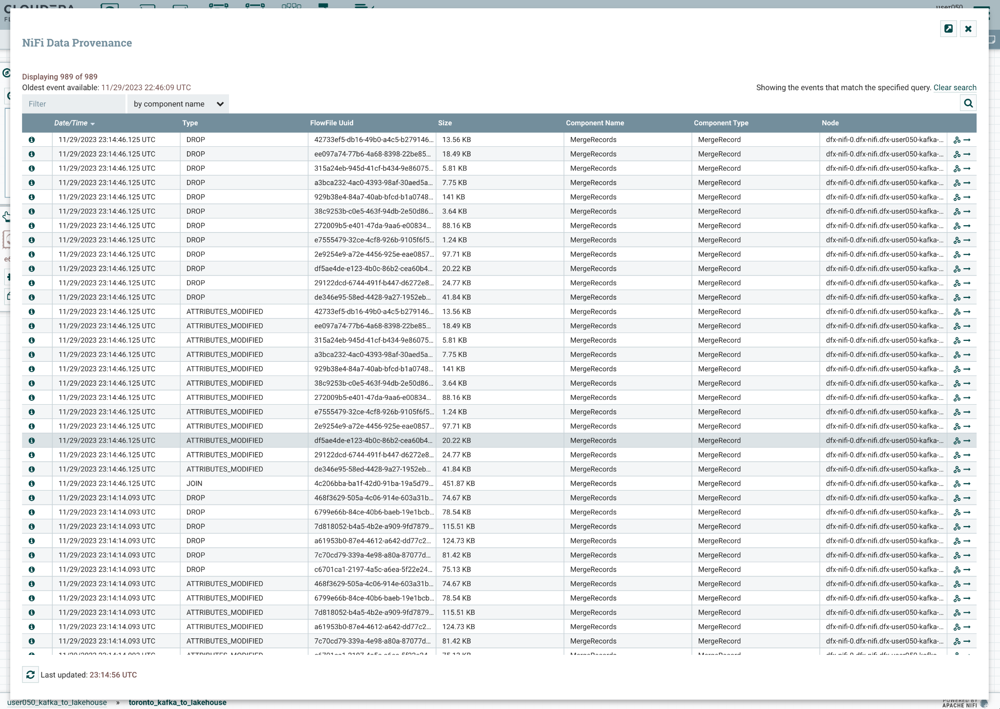 user050
NiFi Data Provenance
Displaying 989 of 989
Oldest event available: 11/29/2023 22:46:09 UTC
Showing the events that match the specified query. Clear search
Filter by component name
Date/Time Type FlowFile Uuid Size Component Name Component Type Node
11/29/2023 23:14:46.125 UTC DROP 42733ef5-db16-49b0-a4c5-b279146... 13.56 KB MergeRecords MergeRecord dfx-nifi-0.dfx-nifi.dfx-user050-kafka-...
11/29/2023 23:14:46.125 UTC DROP ee097a74-77b6-4a68-8398-22be85... 18.49 KB MergeRecords MergeRecord dfx-nifi-0.dfx-nifi.dfx-user050-kafka-...
11/29/2023 23:14:46.125 UTC DROP 315a24eb-945d-41cf-b434-9e86075... 5.81 KB MergeRecords MergeRecord dfx-nifi-0.dfx-nifi.dfx-user050-kafka-...
11/29/2023 23:14:46.125 UTC DROP a3bca232-4ac0-4393-98af-30aed5a... 7.75 KB MergeRecords MergeRecord dfx-nifi-0.dfx-nifi.dfx-user050-kafka-...
11/29/2023 23:14:46.125 UTC DROP 929b38e4-84a7-40ab-bfcd-b1a0748... 141 KB MergeRecords MergeRecord dfx-nifi-0.dfx-nifi.dfx-user050-kafka-...
11/29/2023 23:14:46.125 UTC DROP 38c9253b-c0e5-463f-94db-2e50d86... 3.64 KB MergeRecords MergeRecord dfx-nifi-0.dfx-nifi.dfx-user050-kafka-...
11/29/2023 23:14:46.125 UTC DROP 272009b5-e401-47da-9aa6-e00834... 88.16 KB MergeRecords MergeRecord dfx-nifi-0.dfx-nifi.dfx-user050-kafka-...
11/29/2023 23:14:46.125 UTC DROP e7555479-32ce-4cf8-926b-9105f6f5... 1.24 KB MergeRecords MergeRecord dfx-nifi-0.dfx-nifi.dfx-user050-kafka-...
11/29/2023 23:14:46.125 UTC DROP 2e9254e9-a72e-4456-925e-eae0857... 97.71 KB MergeRecords MergeRecord dfx-nifi-0.dfx-nifi.dfx-user050-kafka-...
11/29/2023 23:14:46.125 UTC DROP df5ae4de-e123-4b0c-86b2-cea60b4... 20.22 KB MergeRecords MergeRecord dfx-nifi-0.dfx-nifi.dfx-user050-kafka-...
11/29/2023 23:14:46.125 UTC DROP 29122dcd-6744-491f-b447-d6272e8... 24.77 KB MergeRecords MergeRecord dfx-nifi-0.dfx-nifi.dfx-user050-kafka-...
11/29/2023 23:14:46.125 UTC DROP de346e95-58ed-4428-9a27-1952eb... 41.84 KB MergeRecords MergeRecord dfx-nifi-0.dfx-nifi.dfx-user050-kafka-...
11/29/2023 23:14:46.125 UTC ATTRIBUTES_MODIFIED 42733ef5-db16-49b0-a4c5-b279146... 13.56 KB MergeRecords MergeRecord dfx-nifi-0.dfx-nifi.dfx-user050-kafka-...
11/29/2023 23:14:46.125 UTC ATTRIBUTES_MODIFIED ee097a74-77b6-4a68-8398-22be85... 18.49 KB MergeRecords MergeRecord dfx-nifi-0.dfx-nifi.dfx-user050-kafka-...
11/29/2023 23:14:46.125 UTC ATTRIBUTES_MODIFIED 315a24eb-945d-41cf-b434-9e86075... 5.81 KB MergeRecords MergeRecord dfx-nifi-0.dfx-nifi.dfx-user050-kafka-...
11/29/2023 23:14:46.125 UTC ATTRIBUTES_MODIFIED a3bca232-4ac0-4393-98af-30aed5a... 7.75 KB MergeRecords MergeRecord dfx-nifi-0.dfx-nifi.dfx-user050-kafka-...
11/29/2023 23:14:46.125 UTC ATTRIBUTES_MODIFIED 929b38e4-84a7-40ab-bfcd-b1a0748... 141 KB MergeRecords MergeRecord dfx-nifi-0.dfx-nifi.dfx-user050-kafka-...
11/29/2023 23:14:46.125 UTC ATTRIBUTES_MODIFIED 38c9253b-c0e5-463f-94db-2e50d86... 3.64 KB MergeRecords MergeRecord dfx-nifi-0.dfx-nifi.dfx-user050-kafka-...
11/29/2023 23:14:46.125 UTC ATTRIBUTES_MODIFIED 272009b5-e401-47da-9aa6-e00834... 88.16 KB MergeRecords MergeRecord dfx-nifi-0.dfx-nifi.dfx-user050-kafka-...
11/29/2023 23:14:46.125 UTC ATTRIBUTES_MODIFIED e7555479-32ce-4cf8-926b-9105f6f5... 1.24 KB MergeRecords MergeRecord dfx-nifi-0.dfx-nifi.dfx-user050-kafka-...
11/29/2023 23:14:46.125 UTC ATTRIBUTES_MODIFIED 2e9254e9-a72e-4456-925e-eae0857... 97.71 KB MergeRecords MergeRecord dfx-nifi-0.dfx-nifi.dfx-user050-kafka-...
11/29/2023 23:14:46.125 UTC ATTRIBUTES_MODIFIED df5ae4de-e123-4b0c-86b2-cea60b4... 20.22 KB MergeRecords MergeRecord dfx-nifi-0.dfx-nifi.dfx-user050-kafka-...
11/29/2023 23:14:46.125 UTC ATTRIBUTES_MODIFIED 29122dcd-6744-491f-b447-d6272e8... 24.77 KB MergeRecords MergeRecord dfx-nifi-0.dfx-nifi.dfx-user050-kafka-...
11/29/2023 23:14:46.125 UTC ATTRIBUTES_MODIFIED de346e95-58ed-4428-9a27-1952eb... 41.84 KB MergeRecords MergeRecord dfx-nifi-0.dfx-nifi.dfx-user050-kafka-...
11/29/2023 23:14:46.125 UTC JOIN 4c206bba-ba1f-42d0-91ba-19a5d79... 451.87 KB MergeRecords MergeRecord dfx-nifi-0.dfx-nifi.dfx-user050-kafka-...
11/29/2023 23:14:14.093 UTC DROP 468f3629-505a-4c06-914e-603a31b... 74.67 KB MergeRecords MergeRecord dfx-nifi-0.dfx-nifi.dfx-user050-kafka-...
11/29/2023 23:14:14.093 UTC DROP 6799e66b-84ce-40b6-baeb-19e1bcb... 78.54 KB MergeRecords MergeRecord dfx-nifi-0.dfx-nifi.dfx-user050-kafka-...
11/29/2023 23:14:14.093 UTC DROP 7d818052-b4a5-4b2e-a909-9fd7879... 115.51 KB MergeRecords MergeRecord dfx-nifi-0.dfx-nifi.dfx-user050-kafka-...
11/29/2023 23:14:14.093 UTC DROP a61953b0-87e4-4612-a642-dd77c2... 124.73 KB MergeRecords MergeRecord dfx-nifi-0.dfx-nifi.dfx-user050-kafka-...
11/29/2023 23:14:14.093 UTC DROP 7c70cd79-339a-4e98-a80a-87077d... 81.42 KB MergeRecords MergeRecord dfx-nifi-0.dfx-nifi.dfx-user050-kafka-...
11/29/2023 23:14:14.093 UTC DROP c6701ca1-2197-4a5c-a6ea-5f22e24... 75.13 KB MergeRecords MergeRecord dfx-nifi-0.dfx-nifi.dfx-user050-kafka-...
11/29/2023 23:14:14.093 UTC ATTRIBUTES_MODIFIED 468f3629-505a-4c06-914e-603a31b... 74.67 KB MergeRecords MergeRecord dfx-nifi-0.dfx-nifi.dfx-user050-kafka-...
11/29/2023 23:14:14.093 UTC ATTRIBUTES_MODIFIED 6799e66b-84ce-40b6-baeb-19e1bcb... 78.54 KB MergeRecords MergeRecord dfx-nifi-0.dfx-nifi.dfx-user050-kafka-...
11/29/2023 23:14:14.093 UTC ATTRIBUTES_MODIFIED 7d818052-b4a5-4b2e-a909-9fd7879... 115.51 KB MergeRecords MergeRecord dfx-nifi-0.dfx-nifi.dfx-user050-kafka-...
11/29/2023 23:14:14.093 UTC ATTRIBUTES_MODIFIED a61953b0-87e4-4612-a642-dd77c2... 124.73 KB MergeRecords MergeRecord dfx-nifi-0.dfx-nifi.dfx-user050-kafka-...
11/29/2023 23:14:14.093 UTC ATTRIBUTES_MODIFIED 7c70cd79-339a-4e98-a80a-87077d... 81.42 KB MergeRecords MergeRecord dfx-nifi-0.dfx-nifi.dfx-user050-kafka-...
Last updated: 23:14:56 UTC
user050_kafka_to_lakehouse » toronto_kafka_to_lakehouse
POWERED BY
APACHE NIFI